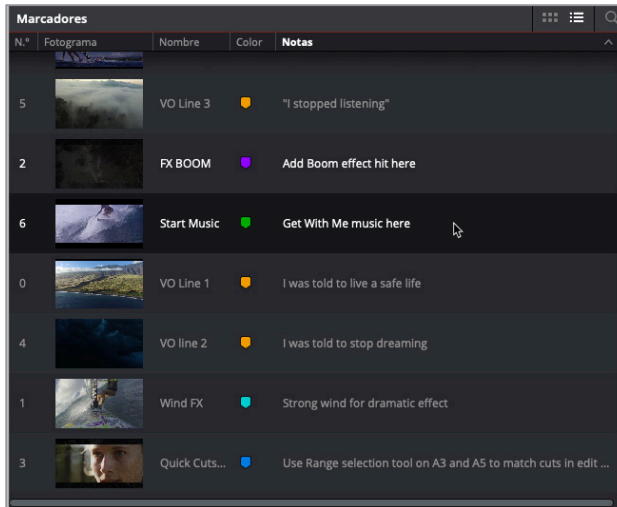 Marcadores
N.º Fotograma Nombre Color Notas
5 VO Line 3 "I stopped listening"
2 FX BOOM Add Boom effect hit here
6 Start Music Get With Me music here
0 VO Line 1 I was told to live a safe life
4 VO line 2 I was told to stop dreaming
1 Wind FX Strong wind for dramatic effect
3 Quick Cuts... Use Range selection tool on A3 and A5 to match cuts in edit ...